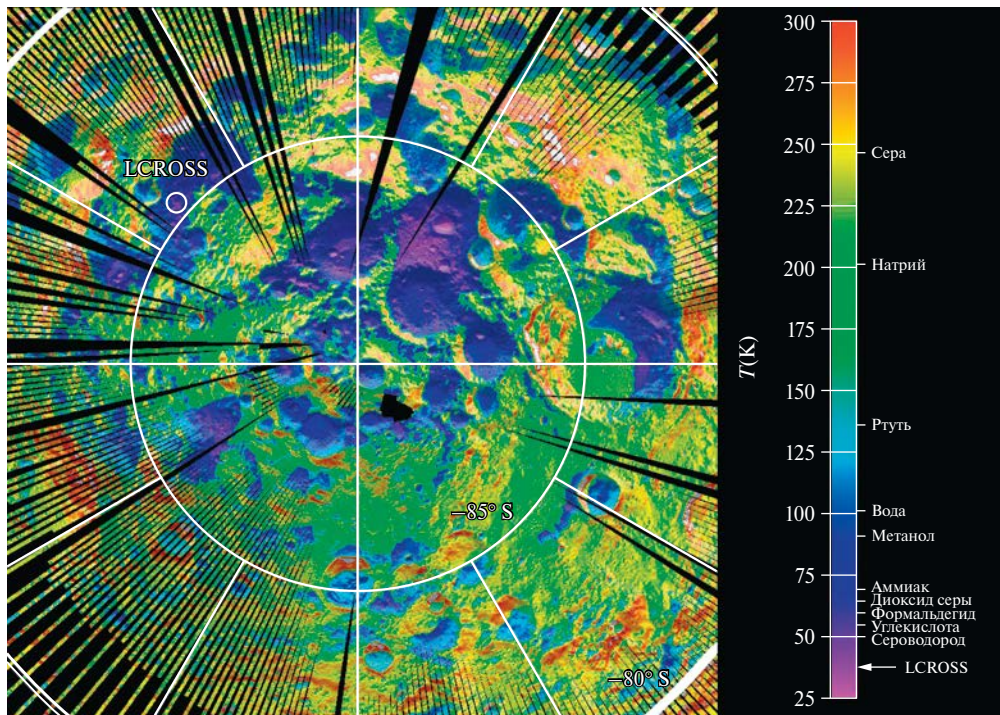 LCROSS
−85° S
−80° S
T(K)
300
275
250
225
200
175
150
125
100
75
50
25
Сера
Натрий
Ртуть
Вода
Метанол
Аммиак
Диоксид серы
Формальдегид
Углекислота
Сероводород
LCROSS